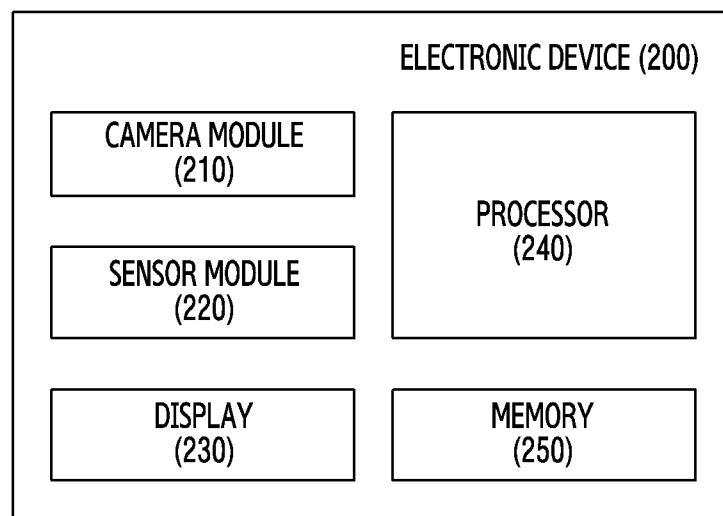 ELECTRONIC DEVICE (200)
CAMERA MODULE
(210)
PROCESSOR
(240)
SENSOR MODULE
(220)
DISPLAY
(230)
MEMORY
(250)